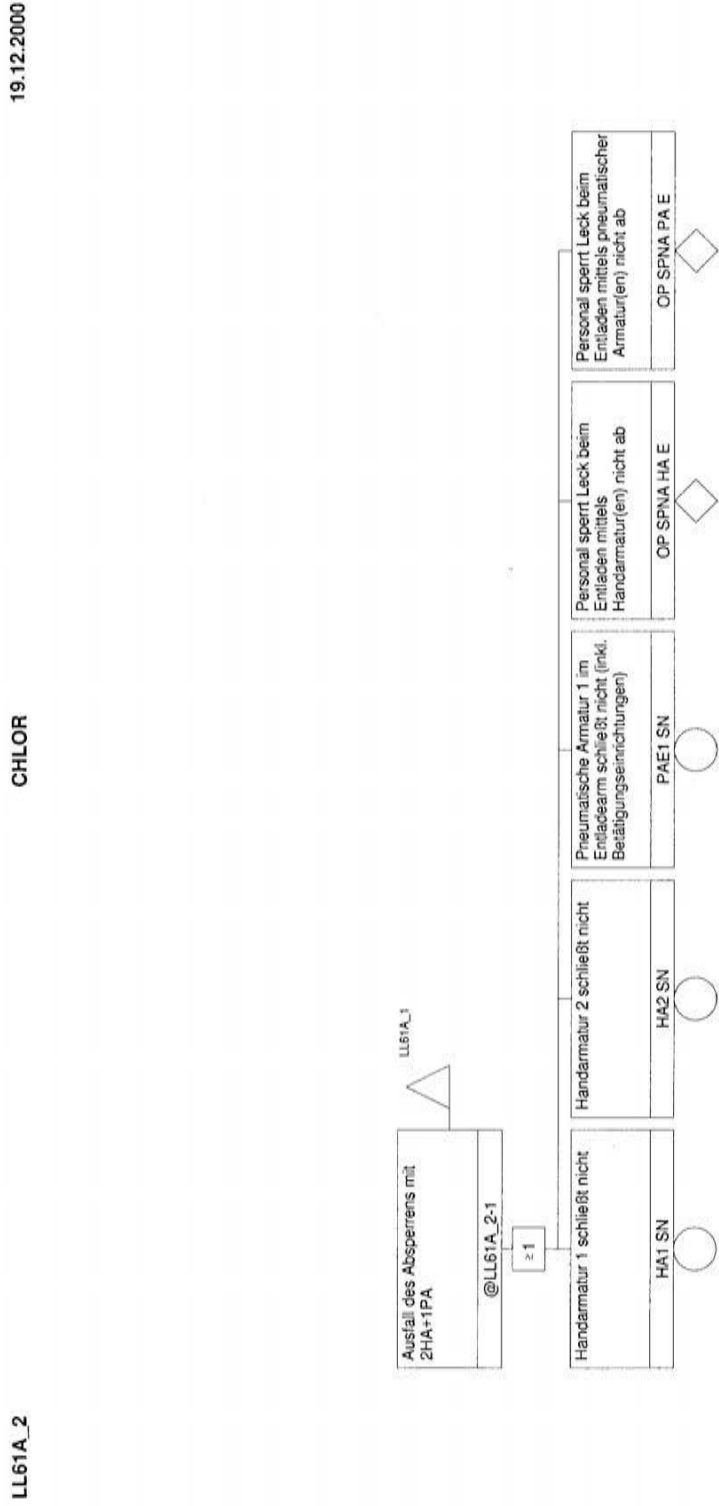 LL61A_2
CHLOR
19.12.2000
Ausfall des Absperrens mit
2HA+1PA
@LL61A_2-1
LL61A_1
≥1
Handarmatur 1 schließt nicht
HA1 SN
Handarmatur 2 schließt nicht
HA2 SN
Pneumatische Armatur 1 im
Entladearm schließt nicht (inkl.
Betätigungseinrichtungen)
PAE1 SN
Personal sperrt Leck beim
Entladen mittels
Handarmatur(en) nicht ab
OP SPNA HA E
Personal sperrt Leck beim
Entladen mittels pneumatischer
Armatur(en) nicht ab
OP SPNA PA E